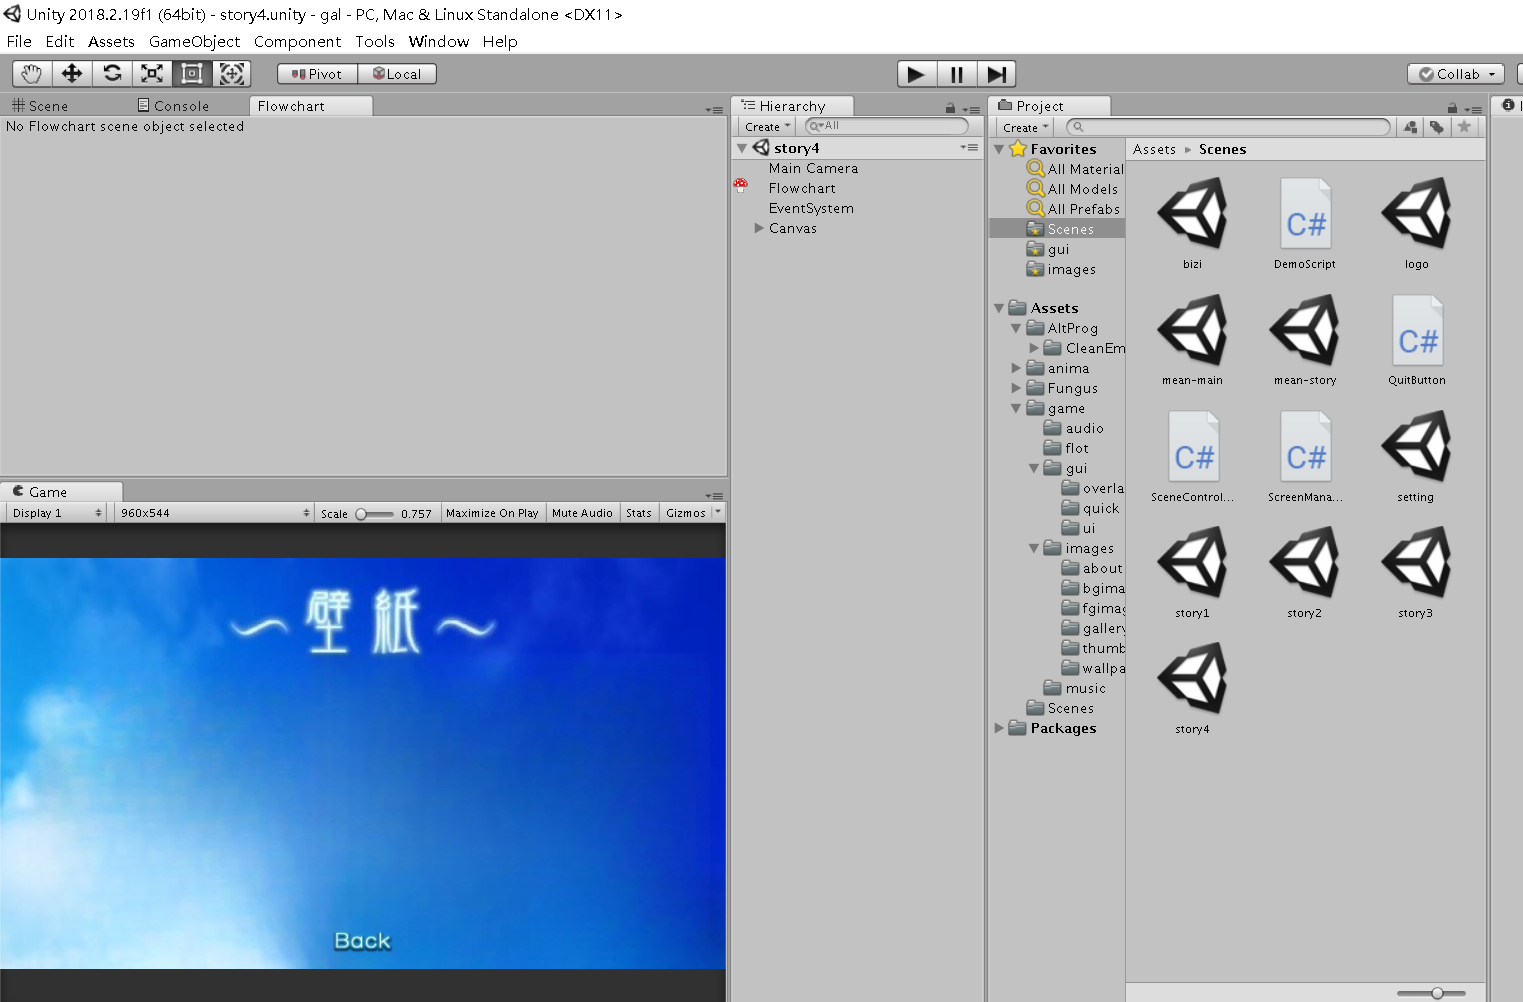 Unity 2018.2.19f1 (64bit) - story4.unity - gal - PC, Mac & Linux Standalone <DX11>
File Edit Assets GameObject Component Tools Window Help
Pivot Local Collab
Scene Console Flowchart
No Flowchart scene object selected
Hierarchy
Create All
story4
Main Camera
Flowchart
EventSystem
Canvas
Project
Create
Favorites
All Material
All Models
All Prefabs
Scenes
gui
images
Assets
AltProg
CleanEm
anima
Fungus
game
audio
flot
gui
overla
quick
ui
images
about
bgima
fgimag
gallery
thumb
wallpa
music
Scenes
Packages
Assets Scenes
bizi DemoScript logo
mean-main mean-story QuitButton
SceneControl... ScreenMana... setting
story1 story2 story3
story4
Game
Display 1 960x544 Scale 0.757 Maximize On Play Mute Audio Stats Gizmos
～壁紙～
Back